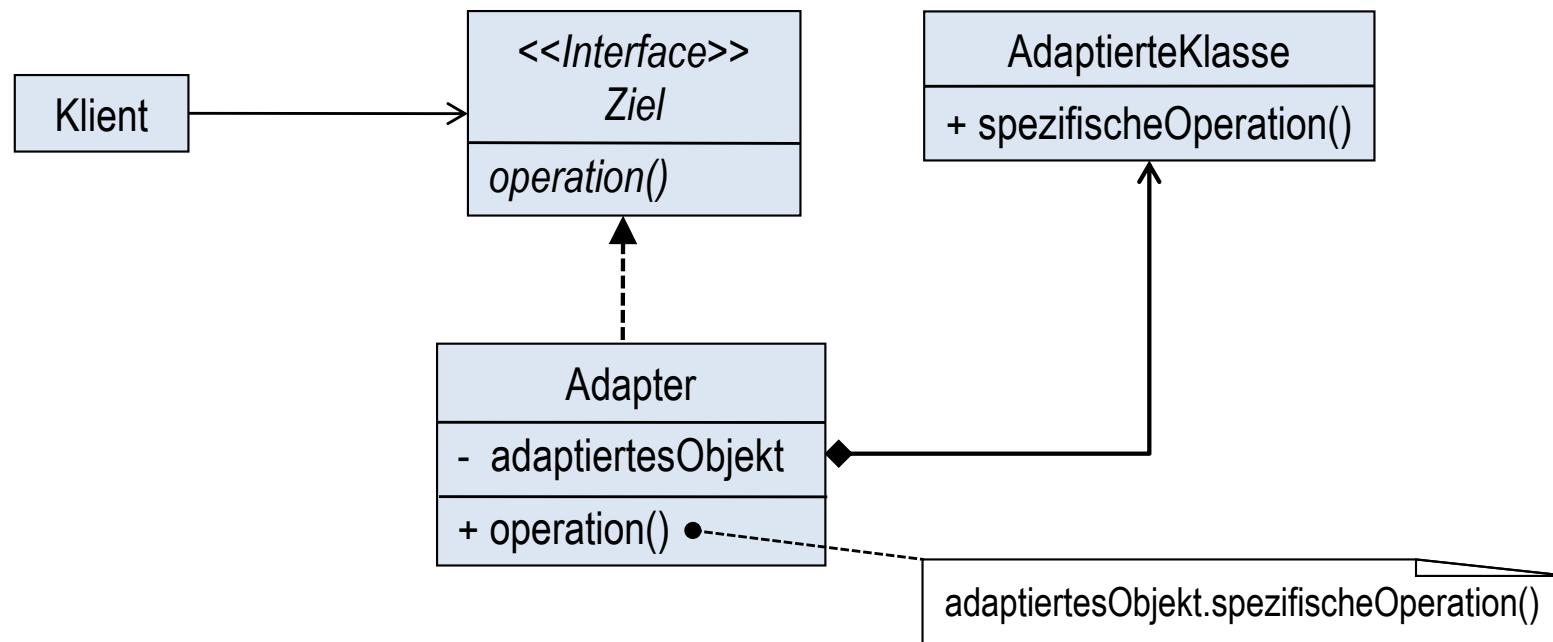 Klient
<<Interface>>
Ziel
operation()
AdaptierteKlasse
+ spezifischeOperation()
Adapter
- adaptiertesObjekt
+ operation()
adaptiertesObjekt.spezifischeOperation()